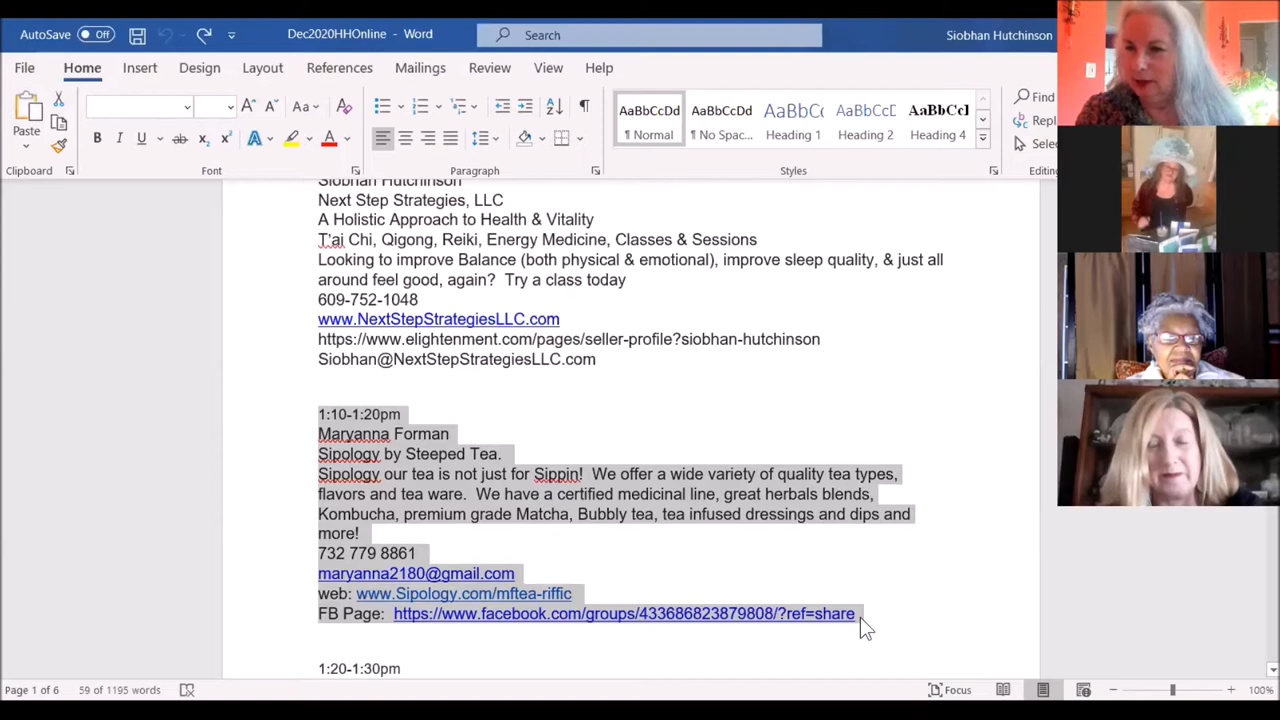 AutoSave Off Dec2020HHOnline - Word Search Siobhan Hutchinson
File Home Insert Design Layout References Mailings Review View Help
Paste
Clipboard
Aa
B I U ab x₂ x² A A
Font
Paragraph
AaBbCcDd AaBbCcDd AaBbCc AaBbCcD AaBbCcI
¶ Normal ¶ No Spac... Heading 1 Heading 2 Heading 4
Styles
Find
Repl
Selec
Editing
Siobhan Hutchinson
Next Step Strategies, LLC
A Holistic Approach to Health & Vitality
T'ai Chi, Qigong, Reiki, Energy Medicine, Classes & Sessions
Looking to improve Balance (both physical & emotional), improve sleep quality, & just all
around feel good, again? Try a class today
609-752-1048
www.NextStepStrategiesLLC.com
https://www.elightenment.com/pages/seller-profile?siobhan-hutchinson
Siobhan@NextStepStrategiesLLC.com
1:10-1:20pm
Maryanna Forman
Sipology by Steeped Tea.
Sipology our tea is not just for Sippin! We offer a wide variety of quality tea types,
flavors and tea ware. We have a certified medicinal line, great herbals blends,
Kombucha, premium grade Matcha, Bubbly tea, tea infused dressings and dips and
more!
732 779 8861
maryanna2180@gmail.com
web: www.Sipology.com/mftea-riffic
FB Page: https://www.facebook.com/groups/433686823879808/?ref=share
1:20-1:30pm
Page 1 of 6 59 of 1195 words Focus 100%